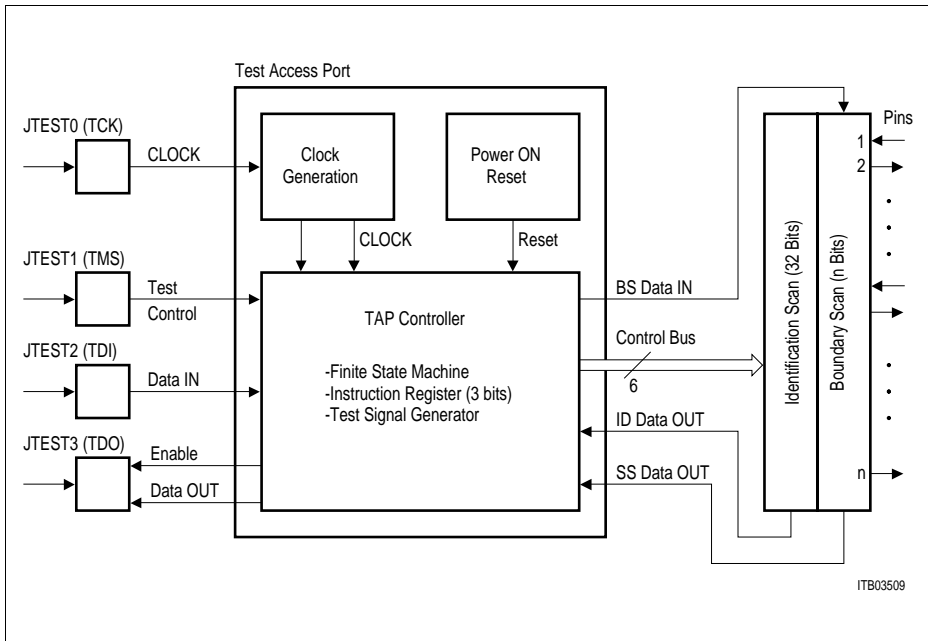 Test Access Port
JTEST0 (TCK)
CLOCK
Clock
Generation
Power ON
Reset
CLOCK
Reset
JTEST1 (TMS)
Test
Control
JTEST2 (TDI)
Data IN
JTEST3 (TDO)
Enable
Data OUT
TAP Controller
-Finite State Machine
-Instruction Register (3 bits)
-Test Signal Generator
BS Data IN
Control Bus
6
ID Data OUT
SS Data OUT
Identification Scan (32 Bits)
Boundary Scan (n Bits)
Pins
1
2
n
ITB03509